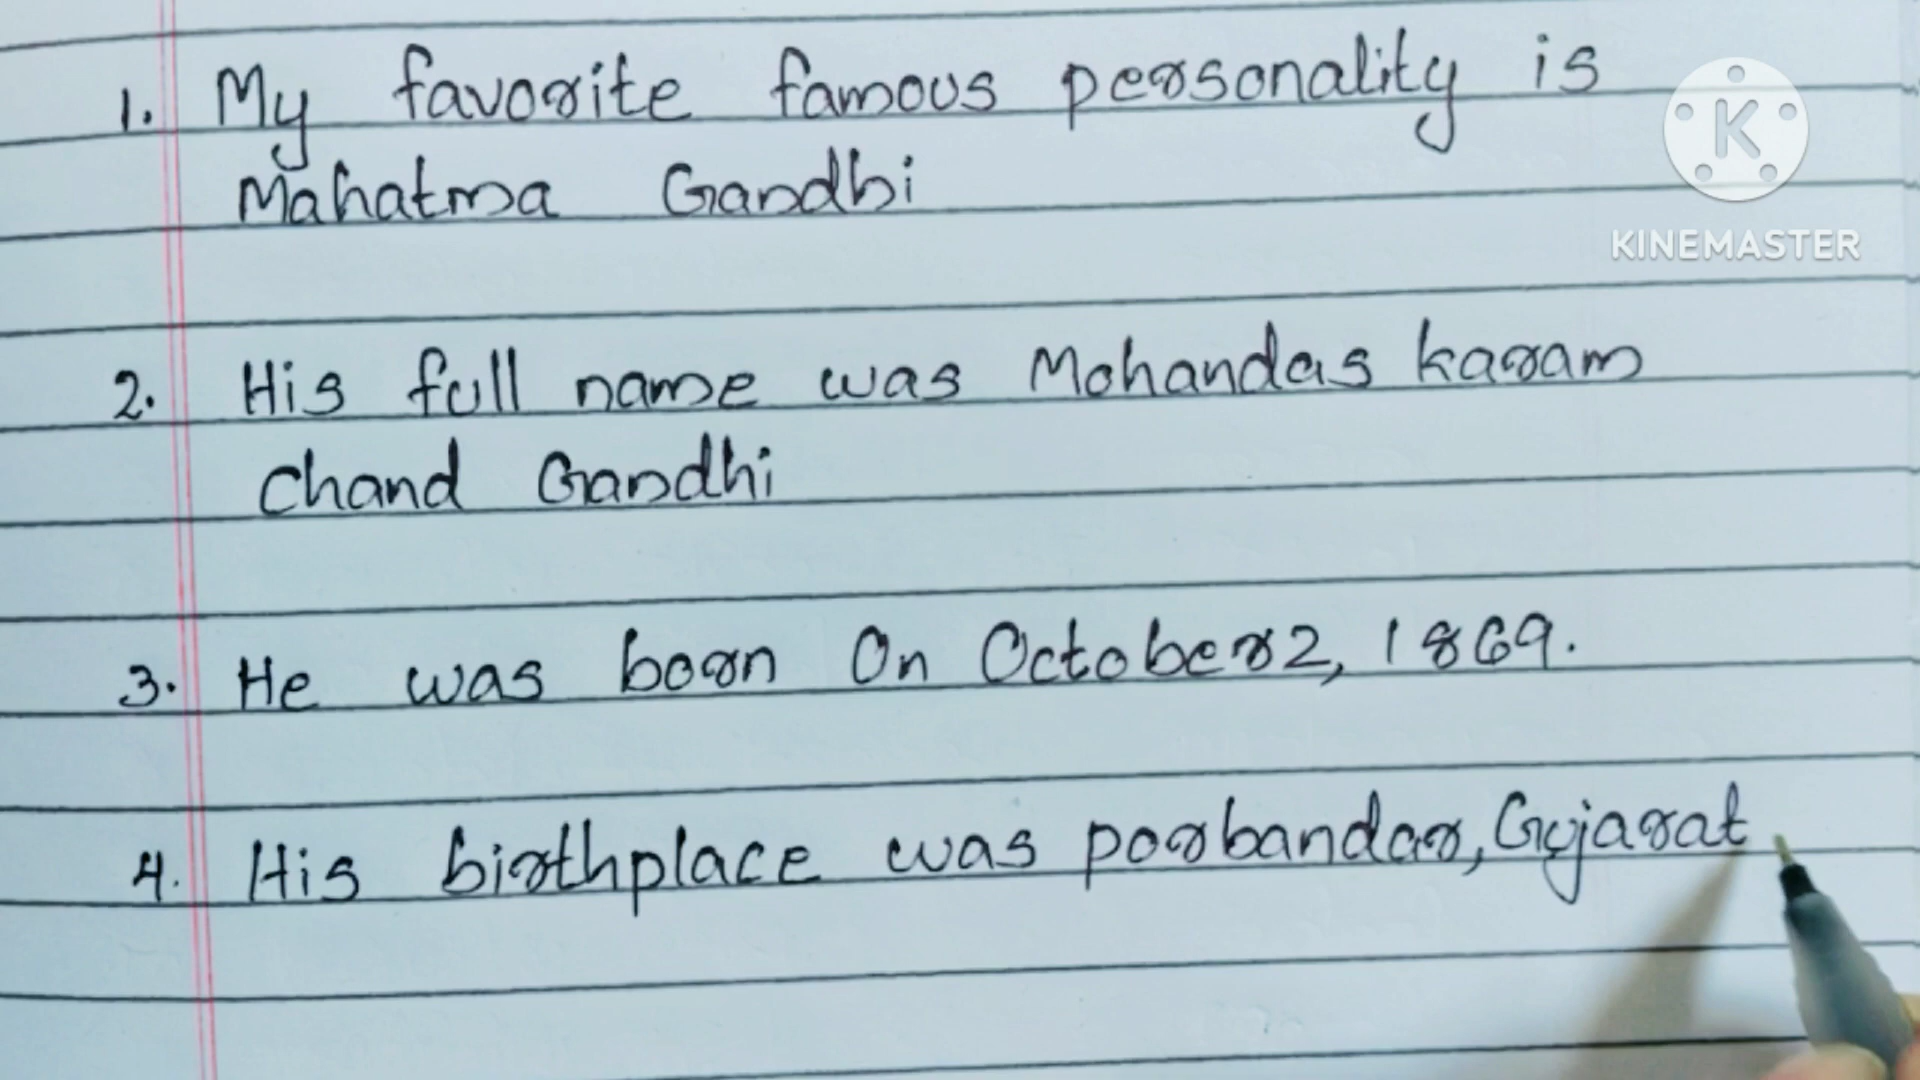 1. My favorite famous personality is
Mahatma Gandhi
K
KINEMASTER
2. His full name was Mohandas karam
chand Gandhi
3. He was born On October 2, 1869.
4. His birthplace was porbandar, Gujarat